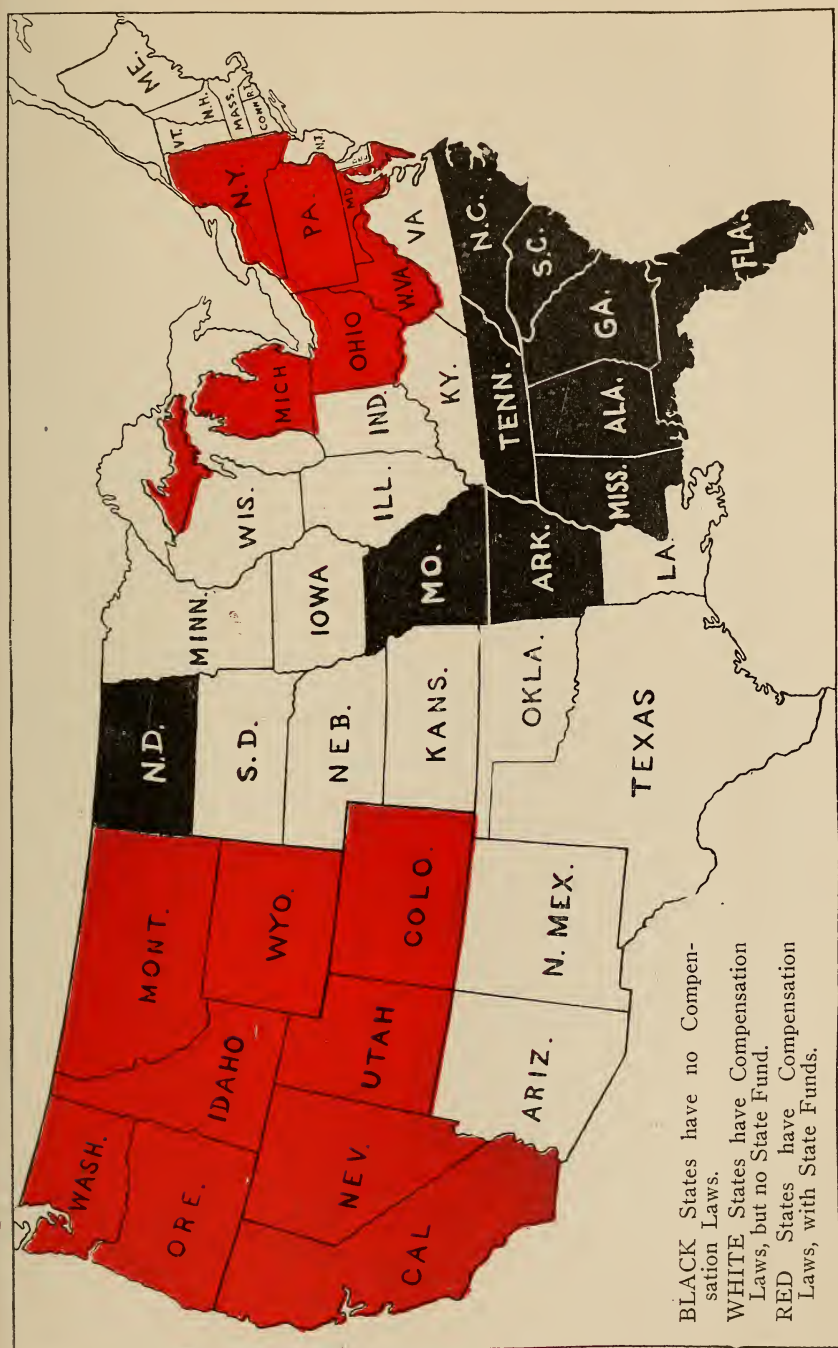 WASH.
ORE.
CAL
NEV.
IDAHO
MONT.
WYO.
UTAH
COLO.
ARIZ.
N. MEX.
N.D.
S.D.
NEB.
KANS.
OKLA.
TEXAS
MINN.
IOWA
MO.
ARK.
LA.
WIS.
ILL.
MICH
IND.
OHIO
KY.
TENN.
MISS.
ALA.
GA.
FLA.
S.C.
N.C.
VA
W.VA
MD
DEL
PA
N.J.
N.Y.
VT.
N.H.
MASS.
R.I.
CONN
ME.
BLACK States have no Compen-
sation Laws.
WHITE States have Compensation
Laws, but no State Fund.
RED States have Compensation
Laws, with State Funds.